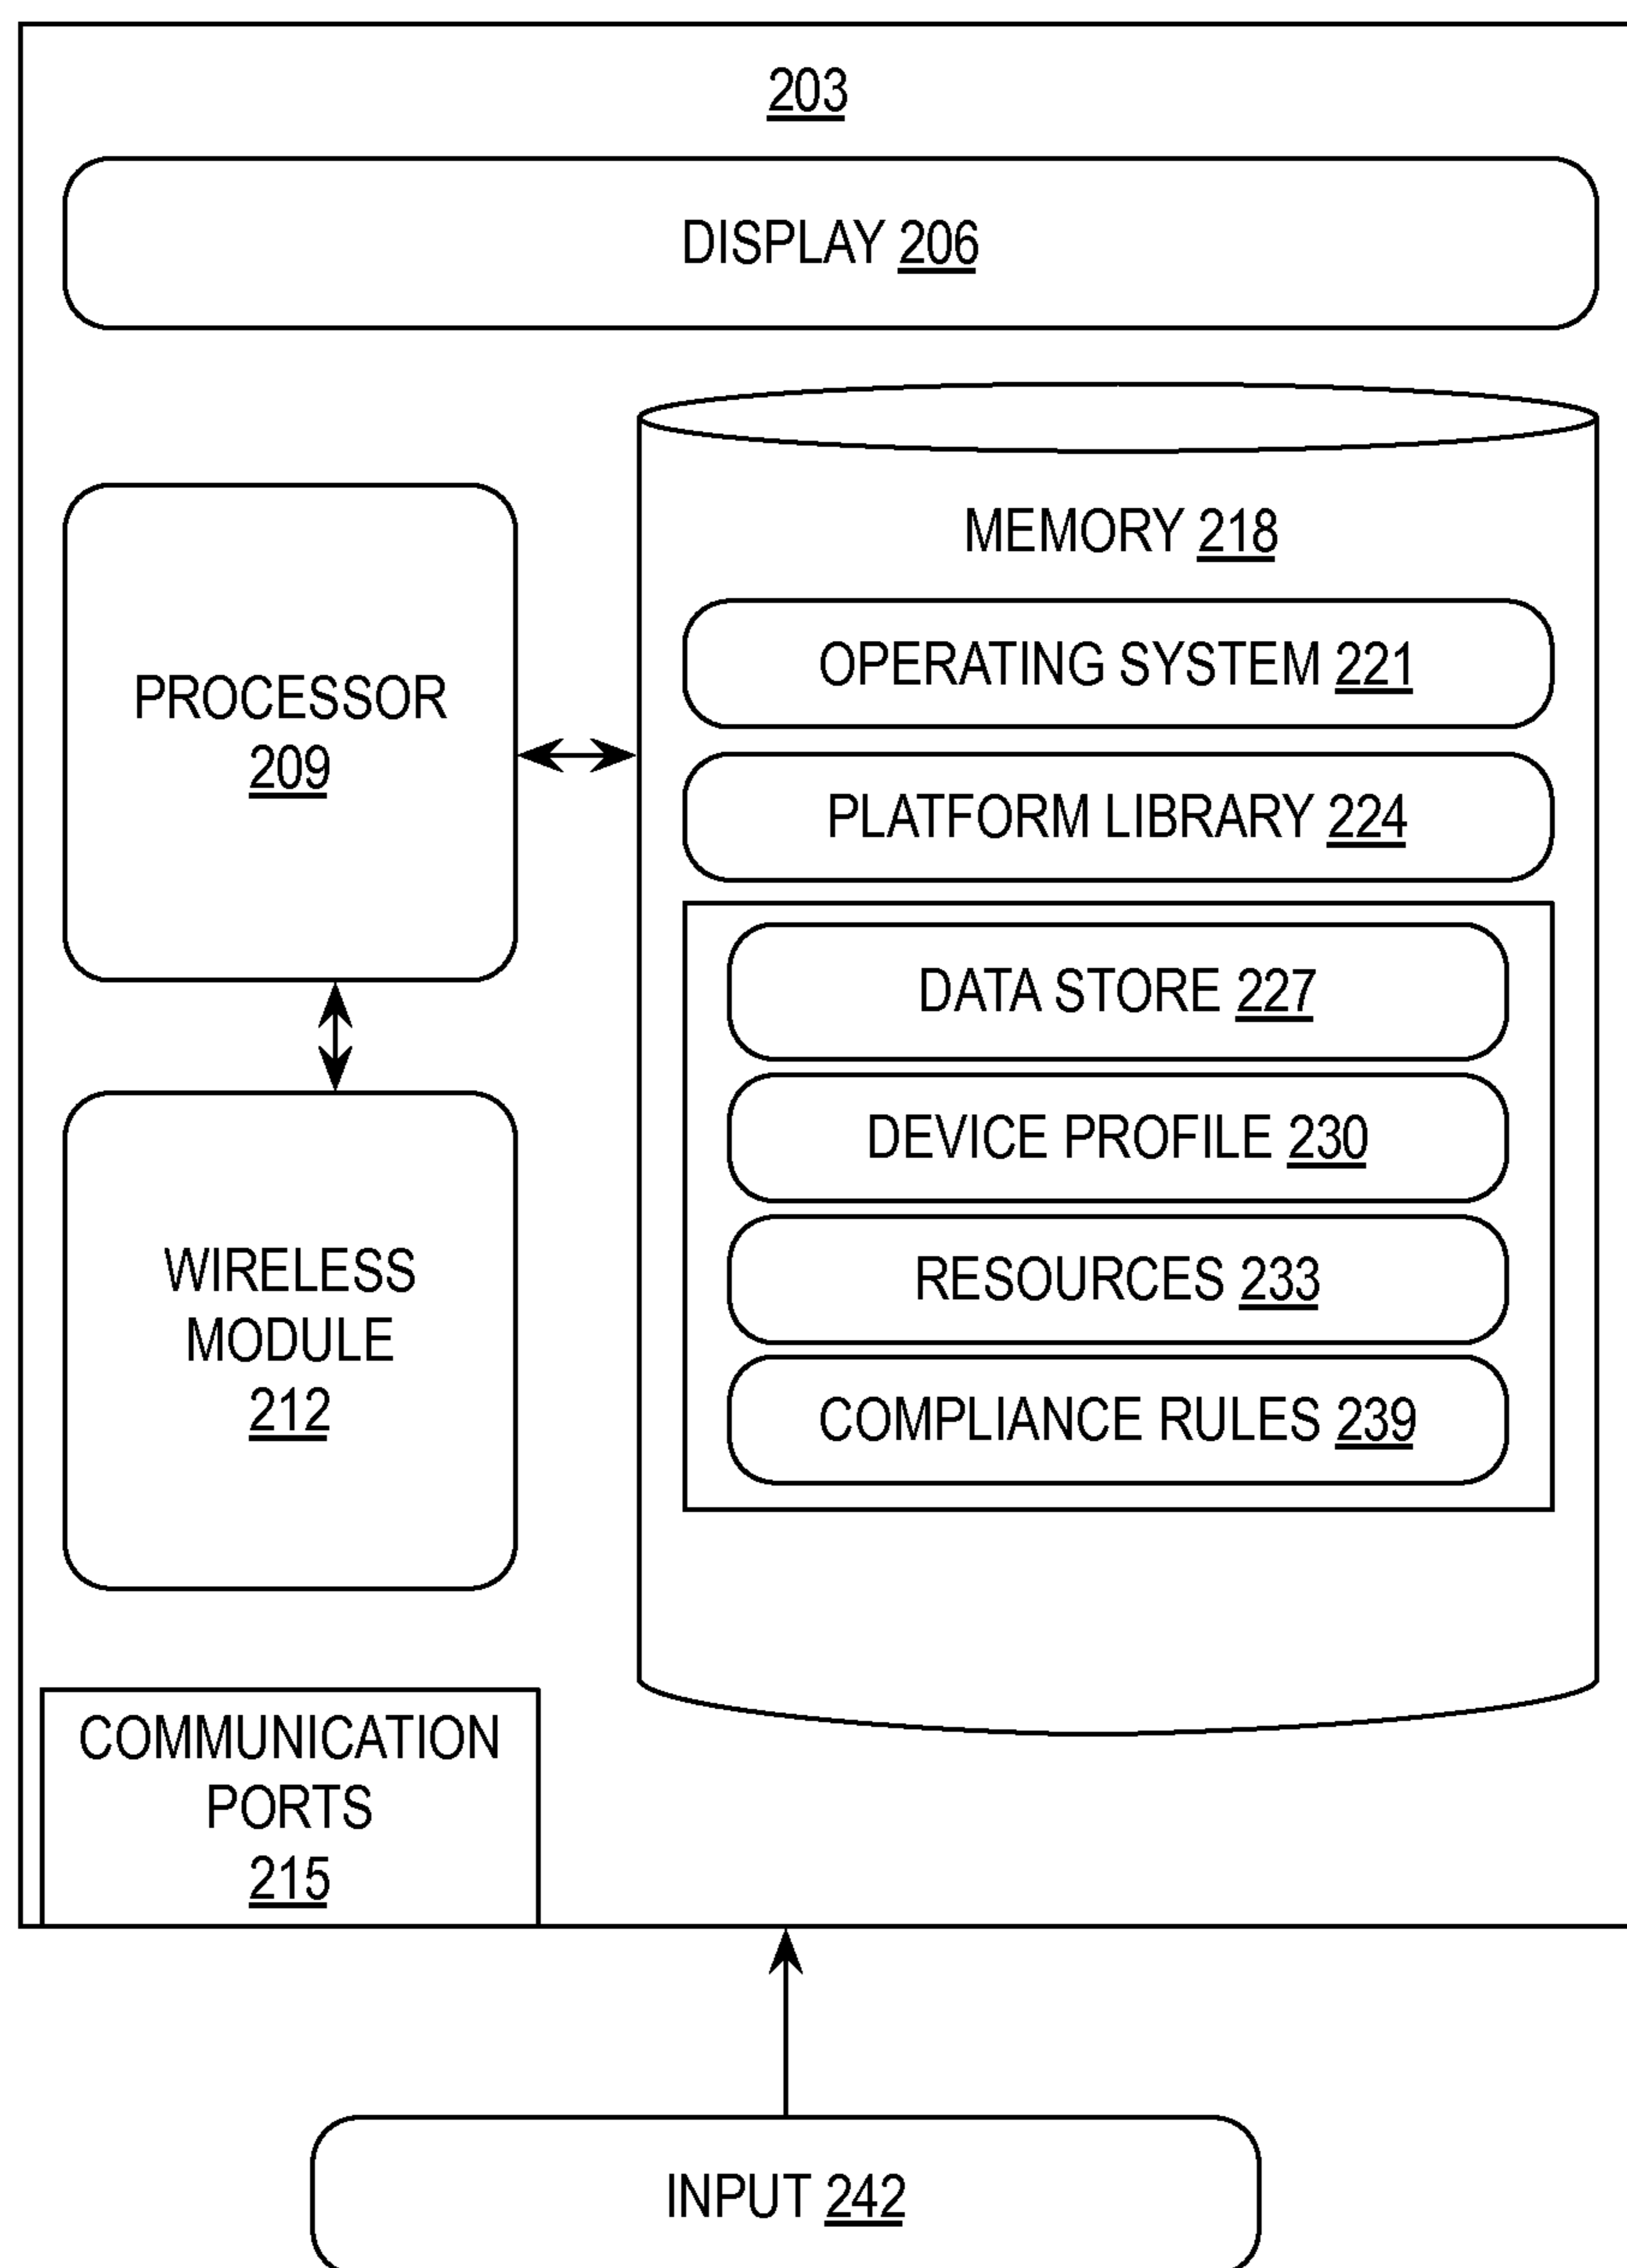 203
DISPLAY 206
MEMORY 218
OPERATING SYSTEM 221
PROCESSOR
209
PLATFORM LIBRARY 224
DATA STORE 227
DEVICE PROFILE 230
RESOURCES 233
COMPLIANCE RULES 239
WIRELESS
MODULE
212
COMMUNICATION
PORTS
215
INPUT 242